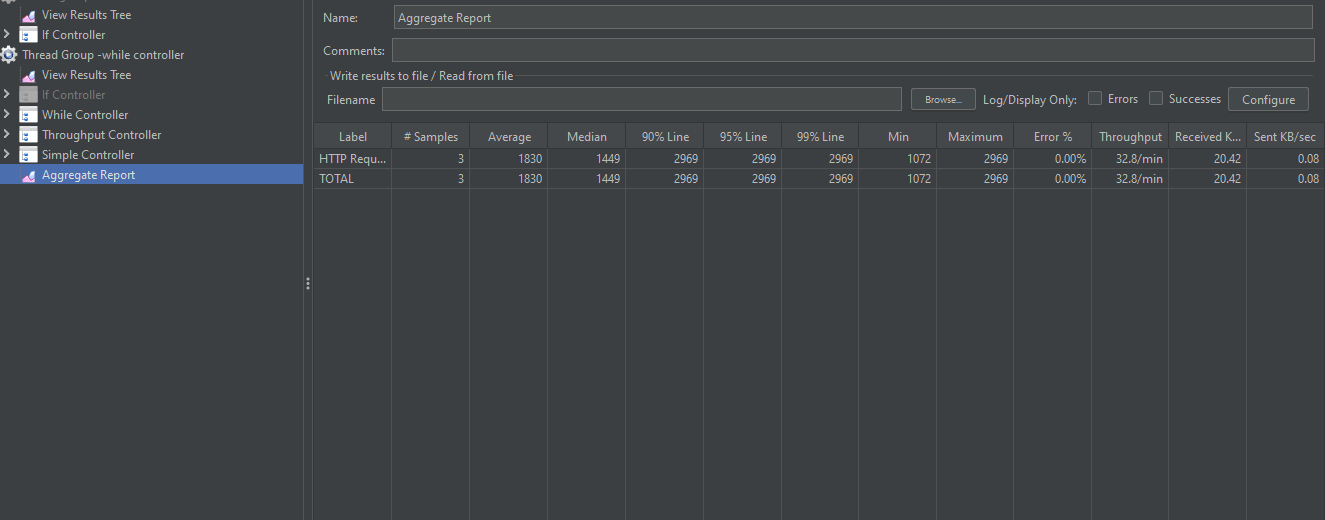 View Results Tree
If Controller
Thread Group -while controller
View Results Tree
If Controller
While Controller
Throughput Controller
Simple Controller
Aggregate Report
Name: Aggregate Report
Comments:
Write results to file / Read from file
Filename Browse... Log/Display Only: Errors Successes Configure
Label # Samples Average Median 90% Line 95% Line 99% Line Min Maximum Error % Throughput Received K... Sent KB/sec
HTTP Requ... 3 1830 1449 2969 2969 2969 1072 2969 0.00% 32.8/min 20.42 0.08
TOTAL 3 1830 1449 2969 2969 2969 1072 2969 0.00% 32.8/min 20.42 0.08